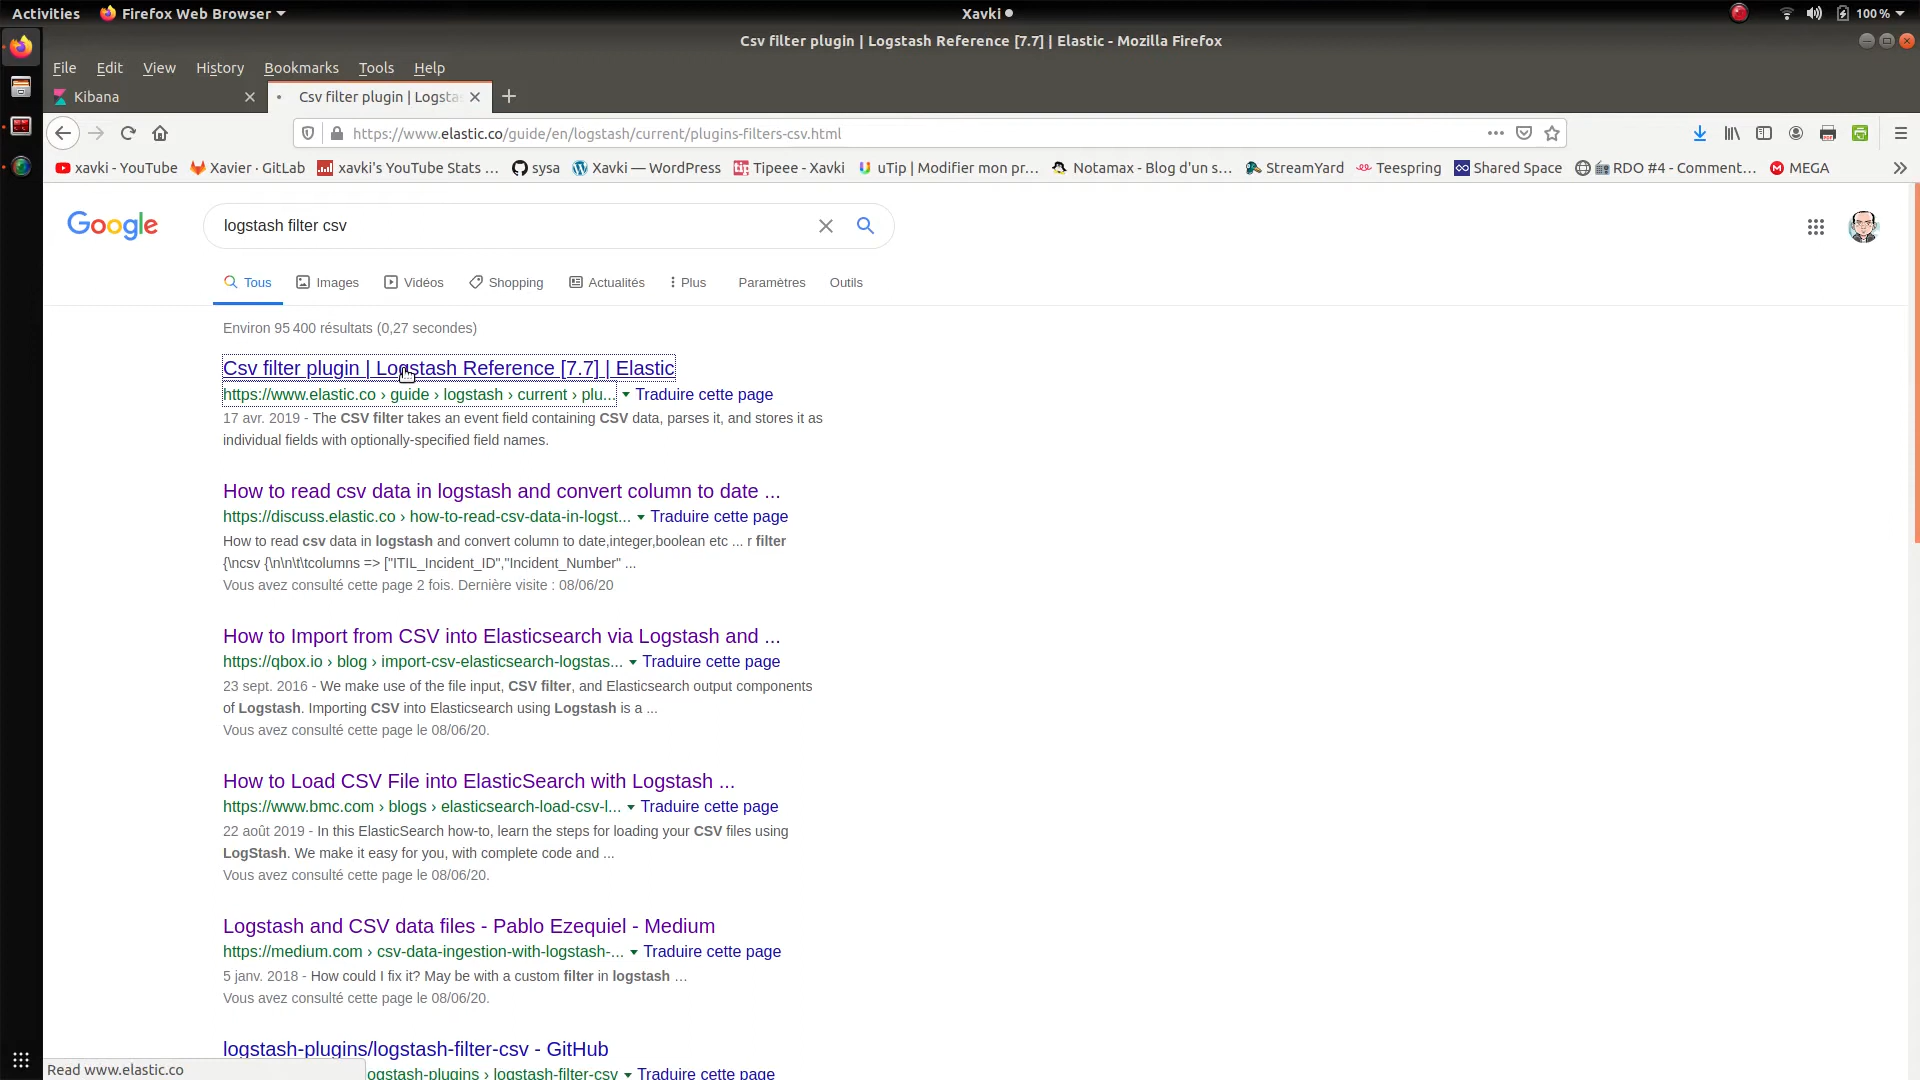 Activities
Firefox Web Browser
Xavki
100 %
Csv filter plugin | Logstash Reference [7.7] | Elastic - Mozilla Firefox
File Edit View History Bookmarks Tools Help
Kibana
Csv filter plugin | Logsta
https://www.elastic.co/guide/en/logstash/current/plugins-filters-csv.html
xavki - YouTube
Xavier · GitLab
xavki's YouTube Stats ...
sysa
Xavki — WordPress
Tipeee - Xavki
uTip | Modifier mon pr...
Notamax - Blog d'un s...
StreamYard
Teespring
Shared Space
RDO #4 - Comment...
MEGA
Google
logstash filter csv
Tous Images Vidéos Shopping Actualités Plus Paramètres Outils
Environ 95 400 résultats (0,27 secondes)
Csv filter plugin | Logstash Reference [7.7] | Elastic
https://www.elastic.co › guide › logstash › current › plu... Traduire cette page
17 avr. 2019 - The CSV filter takes an event field containing CSV data, parses it, and stores it as
individual fields with optionally-specified field names.
How to read csv data in logstash and convert column to date ...
https://discuss.elastic.co › how-to-read-csv-data-in-logst... Traduire cette page
How to read csv data in logstash and convert column to date,integer,boolean etc ... r filter
{\ncsv {\n\n\t\tcolumns => ["ITIL_Incident_ID","Incident_Number" ...
Vous avez consulté cette page 2 fois. Dernière visite : 08/06/20
How to Import from CSV into Elasticsearch via Logstash and ...
https://qbox.io › blog › import-csv-elasticsearch-logstas... Traduire cette page
23 sept. 2016 - We make use of the file input, CSV filter, and Elasticsearch output components
of Logstash. Importing CSV into Elasticsearch using Logstash is a ...
Vous avez consulté cette page le 08/06/20.
How to Load CSV File into ElasticSearch with Logstash ...
https://www.bmc.com › blogs › elasticsearch-load-csv-l... Traduire cette page
22 août 2019 - In this ElasticSearch how-to, learn the steps for loading your CSV files using
LogStash. We make it easy for you, with complete code and ...
Vous avez consulté cette page le 08/06/20.
Logstash and CSV data files - Pablo Ezequiel - Medium
https://medium.com › csv-data-ingestion-with-logstash-... Traduire cette page
5 janv. 2018 - How could I fix it? May be with a custom filter in logstash ...
Vous avez consulté cette page le 08/06/20.
logstash-plugins/logstash-filter-csv - GitHub
ogstash-plugins › logstash-filter-csv Traduire cette page
Read www.elastic.co